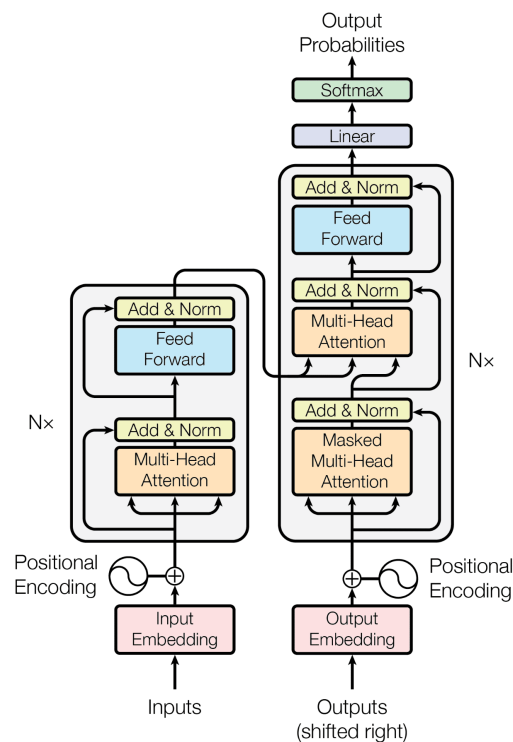 Output
Probabilities
Softmax
Linear
Add & Norm
Feed
Forward
Add & Norm
Multi-Head
Attention
Add & Norm
Masked
Multi-Head
Attention
N×
Add & Norm
Feed
Forward
Add & Norm
Multi-Head
Attention
N×
Positional
Encoding
Positional
Encoding
Input
Embedding
Output
Embedding
Inputs
Outputs
(shifted right)